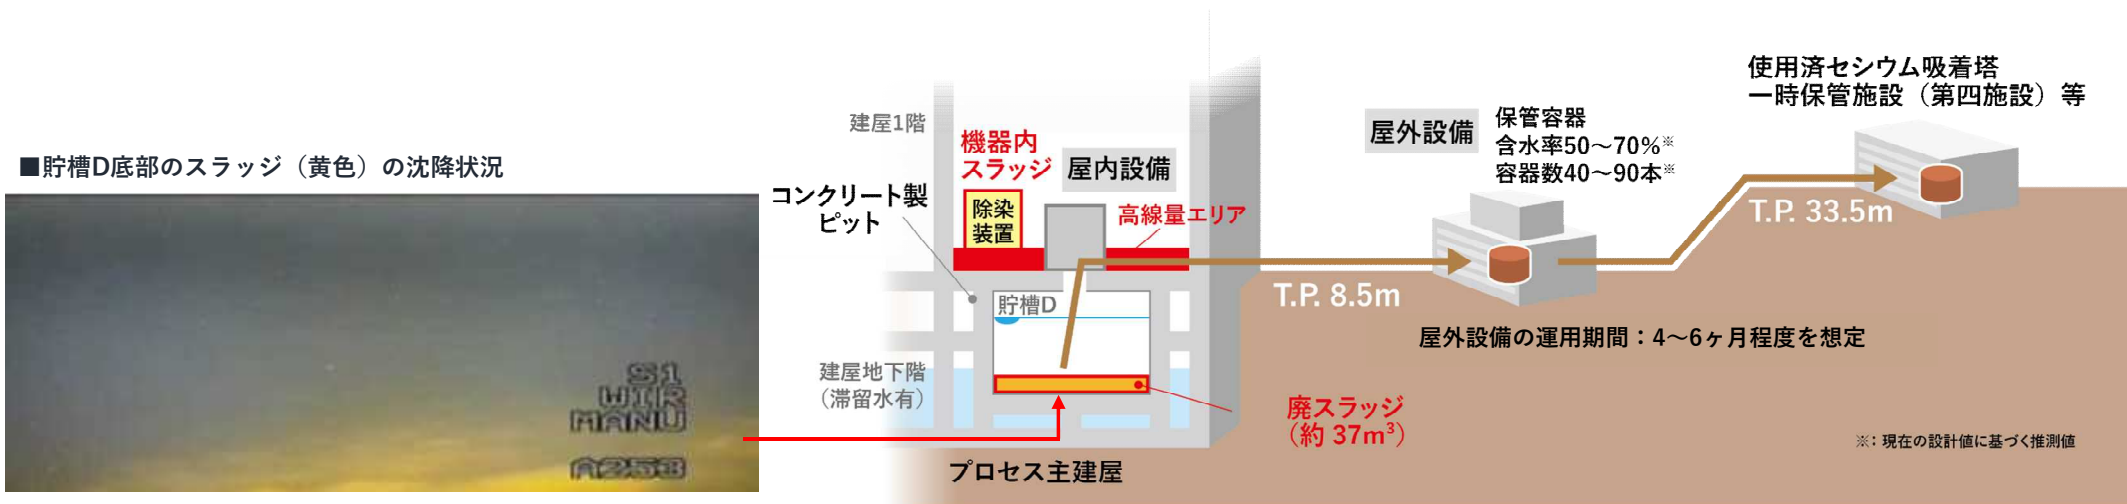 ■貯槽D底部のスラッジ（黄色）の沈降状況
S1
WIR
MANU
A253
建屋1階
機器内
スラッジ
屋内設備
コンクリート製
ピット
除染
装置
高線量エリア
貯槽D
建屋地下階
（滞留水有）
廃スラッジ
（約 37m³）
プロセス主建屋
屋外設備
保管容器
含水率50～70%※
容器数40～90本※
T.P. 8.5m
屋外設備の運用期間：4～6ヶ月程度を想定
使用済セシウム吸着塔
一時保管施設（第四施設）等
T.P. 33.5m
※：現在の設計値に基づく推測値